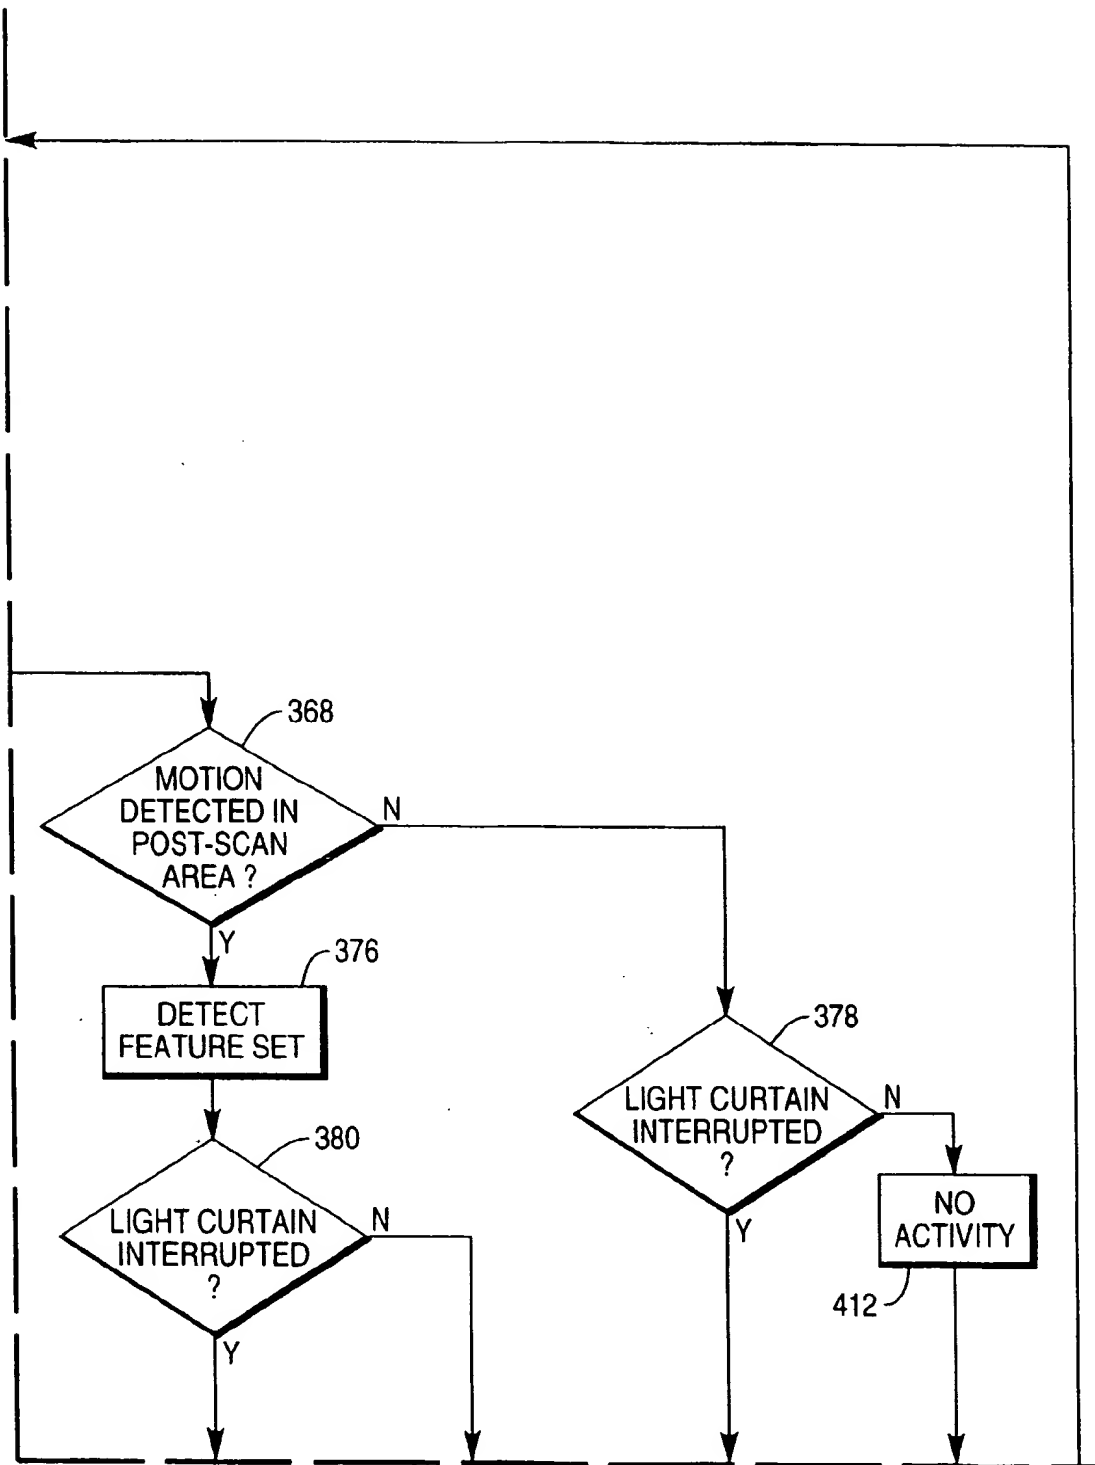 368
MOTION
DETECTED IN
POST-SCAN
AREA ?
N
Y
376
DETECT
FEATURE SET
378
LIGHT CURTAIN
INTERRUPTED
?
N
Y
380
LIGHT CURTAIN
INTERRUPTED
?
N
Y
NO
ACTIVITY
412